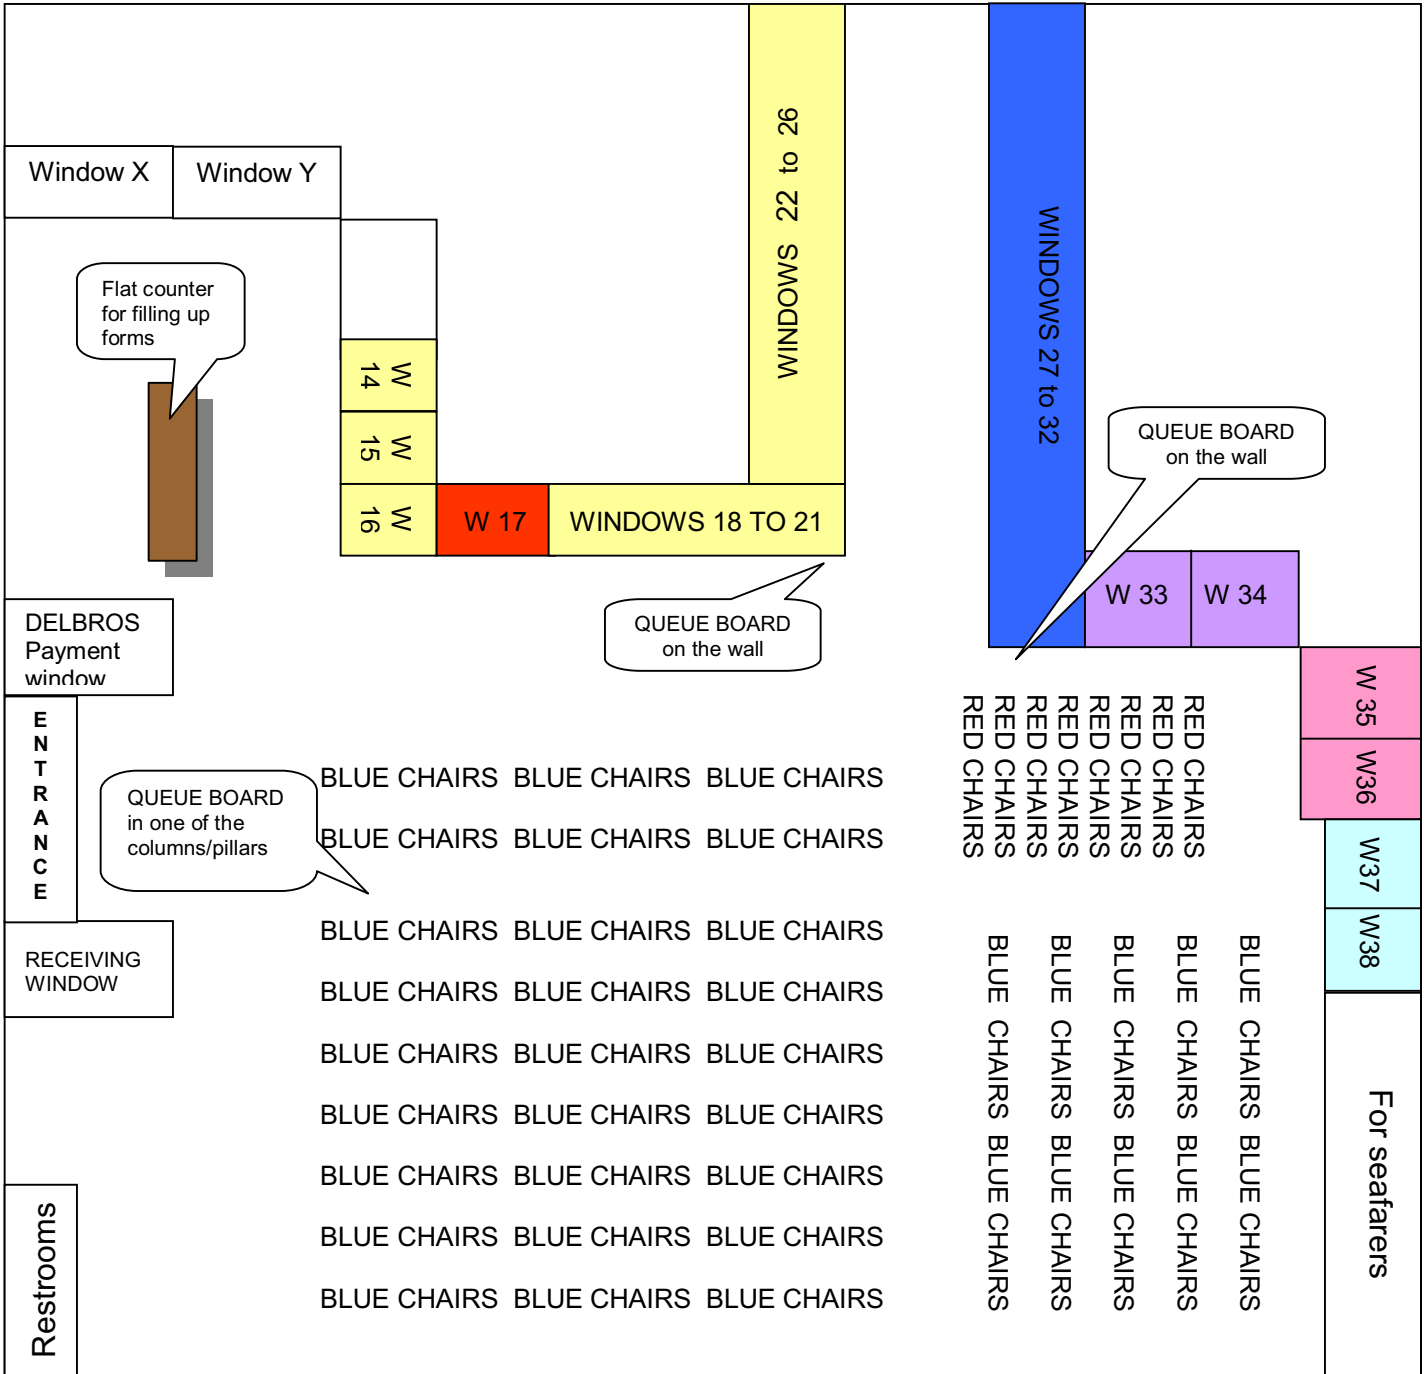 Window X
Window Y
WINDOWS 22 to 26
WINDOWS 27 to 32
Flat counter
for filling up
forms
W
14
W
15
W
16
W 17
WINDOWS 18 TO 21
QUEUE BOARD
on the wall
QUEUE BOARD
on the wall
W 33
W 34
W 35
W36
W37
W38
For seafarers
DELBROS
Payment
window
ENTRANCE
RECEIVING
WINDOW
Restrooms
QUEUE BOARD
in one of the
columns/pillars
BLUE CHAIRS BLUE CHAIRS BLUE CHAIRS
BLUE CHAIRS BLUE CHAIRS BLUE CHAIRS
BLUE CHAIRS BLUE CHAIRS BLUE CHAIRS
BLUE CHAIRS BLUE CHAIRS BLUE CHAIRS
BLUE CHAIRS BLUE CHAIRS BLUE CHAIRS
BLUE CHAIRS BLUE CHAIRS BLUE CHAIRS
BLUE CHAIRS BLUE CHAIRS BLUE CHAIRS
BLUE CHAIRS BLUE CHAIRS BLUE CHAIRS
BLUE CHAIRS BLUE CHAIRS BLUE CHAIRS
RED CHAIRS
RED CHAIRS
RED CHAIRS
RED CHAIRS
RED CHAIRS
RED CHAIRS
RED CHAIRS
RED CHAIRS
BLUE CHAIRS BLUE CHAIRS
BLUE CHAIRS BLUE CHAIRS
BLUE CHAIRS BLUE CHAIRS
BLUE CHAIRS BLUE CHAIRS
BLUE CHAIRS BLUE CHAIRS